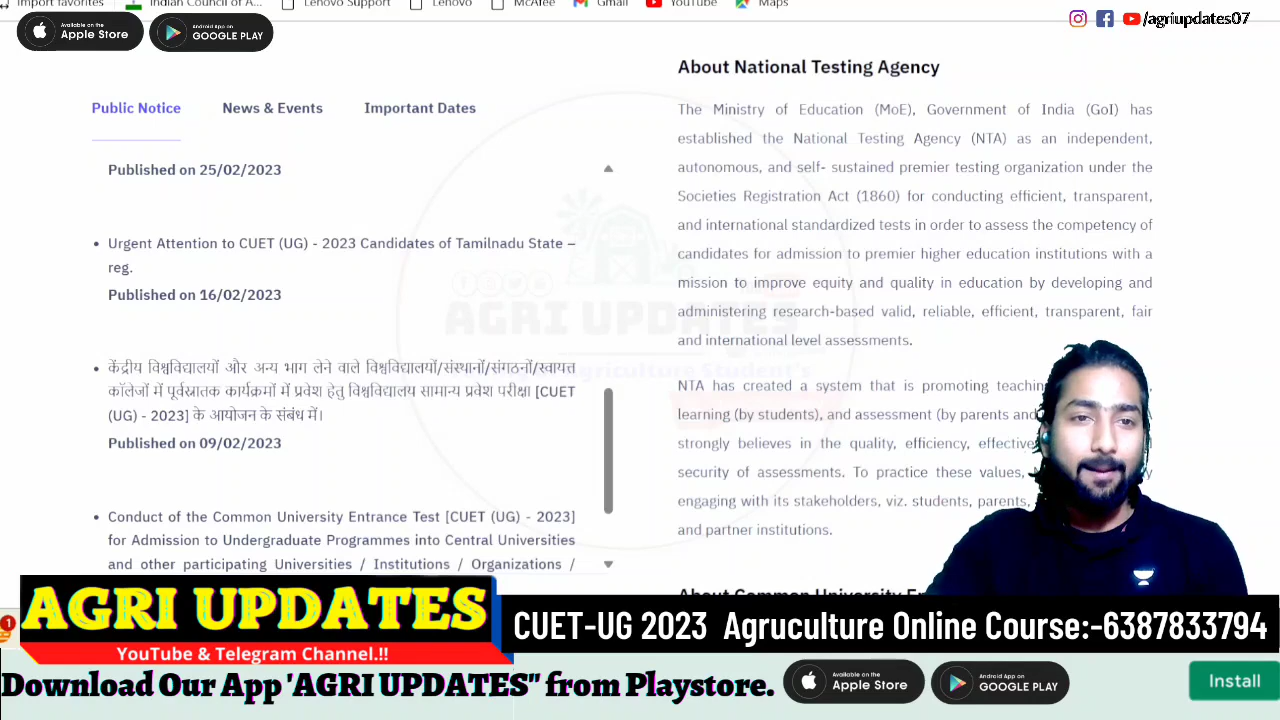 Import favorites
Indian Council of A...
Lenovo Support
Lenovo
McAfee
Gmail
YouTube
Maps
Available on the
Apple Store
Android App on
GOOGLE PLAY
/agriupdates07
Public Notice
News & Events
Important Dates
Published on 25/02/2023
Urgent Attention to CUET (UG) - 2023 Candidates of Tamilnadu State –
reg.
Published on 16/02/2023
केंद्रीय विश्वविद्यालयों और अन्य भाग लेने वाले विश्वविद्यालयों/संस्थानों/संगठनों/स्वायत्त
कॉलेजों में पूर्वस्नातक कार्यक्रमों में प्रवेश हेतु विश्वविद्यालय सामान्य प्रवेश परीक्षा [CUET
(UG) - 2023] के आयोजन के संबंध में।
Published on 09/02/2023
Conduct of the Common University Entrance Test [CUET (UG) - 2023]
for Admission to Undergraduate Programmes into Central Universities
and other participating Universities / Institutions / Organizations /
About National Testing Agency
The Ministry of Education (MoE), Government of India (GoI) has
established the National Testing Agency (NTA) as an independent,
autonomous, and self- sustained premier testing organization under the
Societies Registration Act (1860) for conducting efficient, transparent,
and international standardized tests in order to assess the competency of
candidates for admission to premier higher education institutions with a
mission to improve equity and quality in education by developing and
administering research-based valid, reliable, efficient, transparent, fair
and international level assessments.
NTA has created a system that is promoting
learning (by students), and assessment (by parents and
strongly believes in the quality, efficiency,
security of assessments. To practice these values,
engaging with its stakeholders, viz. students, parents,
and partner institutions.
AGRI UPDATES
1
AGRI UPDATES
YouTube & Telegram Channel.!!
CUET-UG 2023 Agruculture Online Course:-6387833794
Download Our App 'AGRI UPDATES" from Playstore.
Available on the
Apple Store
Android App on
GOOGLE PLAY
Install